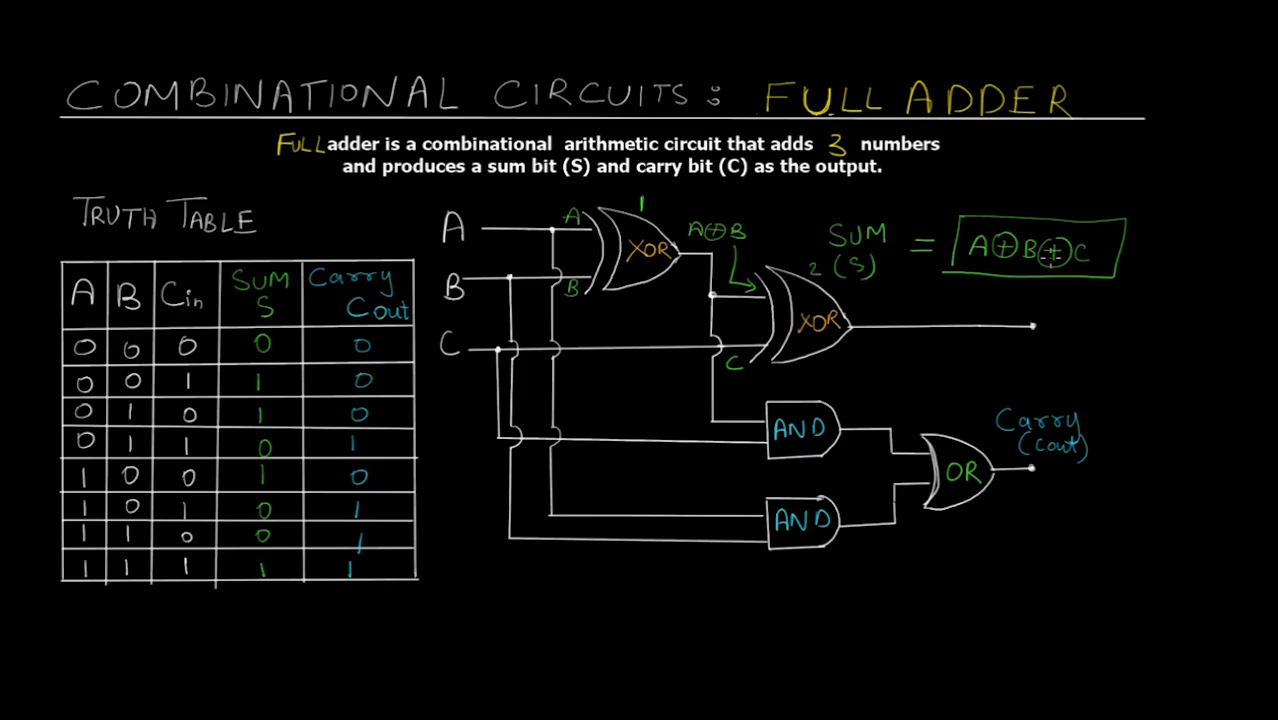 COMBINATIONAL CIRCUITS: FULL ADDER
FULL adder is a combinational arithmetic circuit that adds 3 numbers
and produces a sum bit (S) and carry bit (C) as the output.
TRUTH TABLE
A B Cin SUM S Carry Cout
0 0 0 0 0
0 0 1 1 0
0 1 0 1 0
0 1 1 0 1
1 0 0 1 0
1 0 1 0 1
1 1 0 0 1
1 1 1 1 1
A A 1
XOR A⊕B
B B
SUM = A⊕B⊕C
2 (S)
XOR
C C
AND
Carry
(Cout)
OR
AND